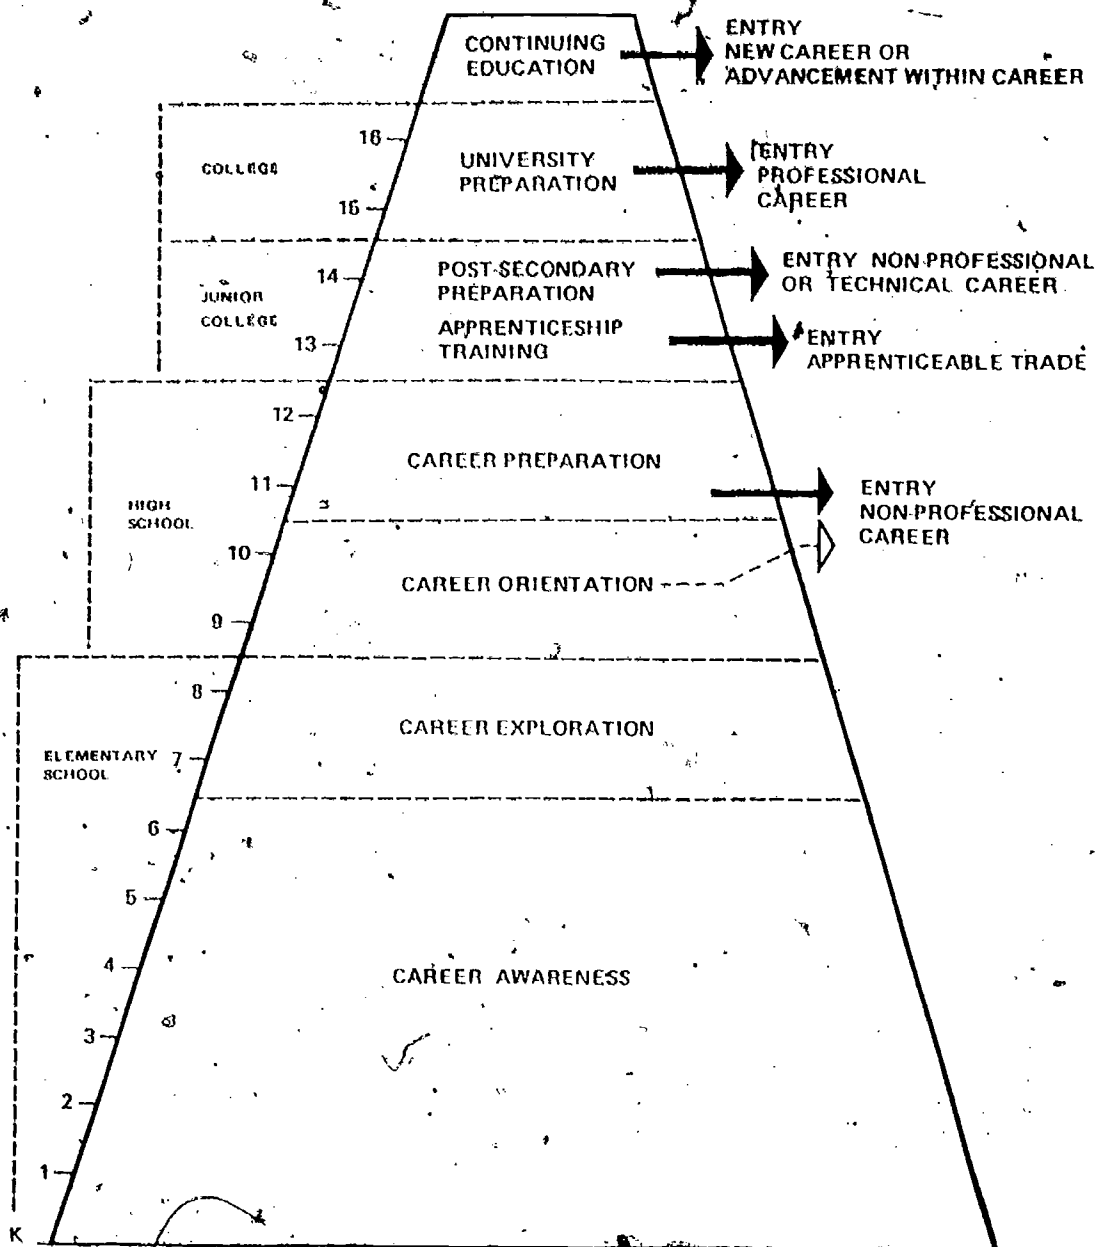 CONTINUING
EDUCATION
ENTRY
NEW CAREER OR
ADVANCEMENT WITHIN CAREER
16
COLLEGE
UNIVERSITY
PREPARATION
ENTRY
PROFESSIONAL
CAREER
15
14
JUNIOR
COLLEGE
POST-SECONDARY
PREPARATION
ENTRY NON-PROFESSIONAL
OR TECHNICAL CAREER
13
APPRENTICESHIP
TRAINING
ENTRY
APPRENTICEABLE TRADE
12
CAREER PREPARATION
11
HIGH
SCHOOL
ENTRY
NON-PROFESSIONAL
CAREER
10
CAREER ORIENTATION
9
8
CAREER EXPLORATION
ELEMENTARY
SCHOOL
7
6
5
4
CAREER AWARENESS
3
2
1
K